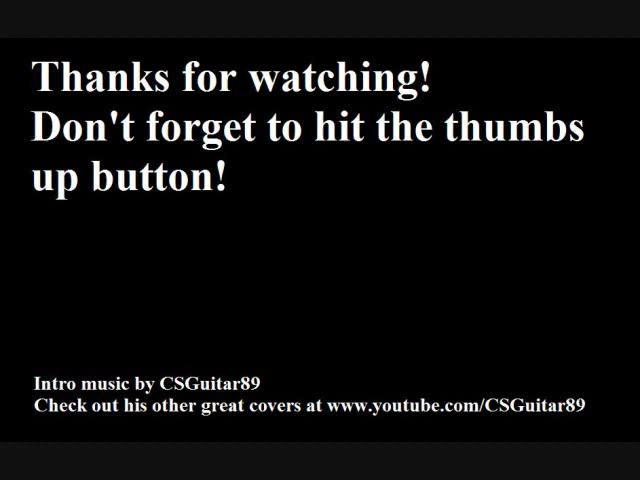 Thanks for watching!
Don't forget to hit the thumbs
up button!
Intro music by CSGuitar89
Check out his other great covers at www.youtube.com/CSGuitar89